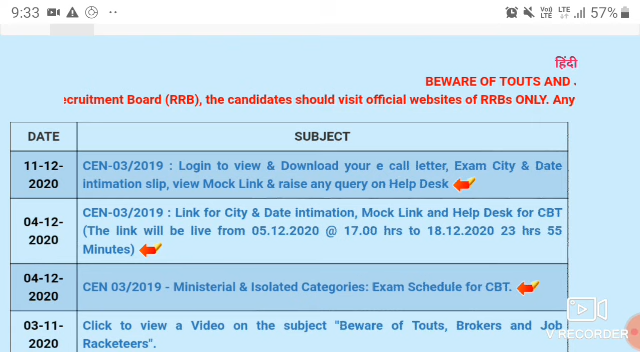 9:33 Vo) LTE LTE 57%
हिंदी
BEWARE OF TOUTS AND .
ecruitment Board (RRB), the candidates should visit official websites of RRBs ONLY. Any
DATE SUBJECT
11-12-2020 CEN-03/2019 : Login to view & Download your e call letter, Exam City & Date
intimation slip, view Mock Link & raise any query on Help Desk
04-12-2020 CEN-03/2019 : Link for City & Date intimation, Mock Link and Help Desk for CBT
(The link will be live from 05.12.2020 @ 17.00 hrs to 18.12.2020 23 hrs 55
Minutes)
04-12-2020 CEN 03/2019 - Ministerial & Isolated Categories: Exam Schedule for CBT.
03-11-2020 Click to view a Video on the subject "Beware of Touts, Brokers and Job
Racketeers".
V RECORDER